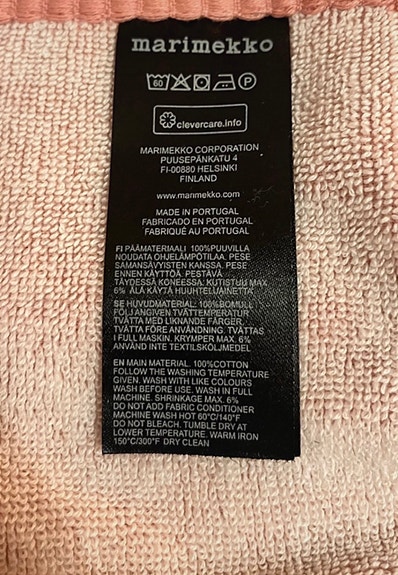 marimekko
60 P
clevercare.info
MARIMEKKO CORPORATION
PUUSEPÄNKATU 4
FI-00880 HELSINKI
FINLAND
www.marimekko.com
MADE IN PORTUGAL
FABRICADO EN PORTUGAL
FABRIQUÉ AU PORTUGAL
FI PÄÄMATERIAALI 100%PUUVILLA
NOUDATA OHJELÄMPÖTILAA. PESE
SAMANSÄVYISTEN KANSSA. PESE
ENNEN KÄYTTÖÄ. PESTÄVÄ
TÄYDESSÄ KONEESSA. KUTISTUU MAX.
6% ÄLÄ KÄYTÄ HUUHTELUAINETTA
SE HUVUDMATERIAL: 100%BOMULL
FÖLJ ANGIVEN TVÄTTEMPERATUR
TVÄTTA MED LIKNANDE FÄRGER.
TVÄTTA FÖRE ANVÄNDNING. TVÄTTAS
I FULL MASKIN. KRYMPER MAX. 6%
ANVÄND INTE TEXTILSKÖLJMEDEL
EN MAIN MATERIAL. 100%COTTON
FOLLOW THE WASHING TEMPERATURE
GIVEN. WASH WITH LIKE COLOURS
WASH BEFORE USE. WASH IN FULL
MACHINE. SHRINKAGE MAX. 6%
DO NOT ADD FABRIC CONDITIONER
MACHINE WASH HOT 60°C/140°F
DO NOT BLEACH. TUMBLE DRY AT
LOWER TEMPERATURE. WARM IRON
150°C/300°F DRY CLEAN